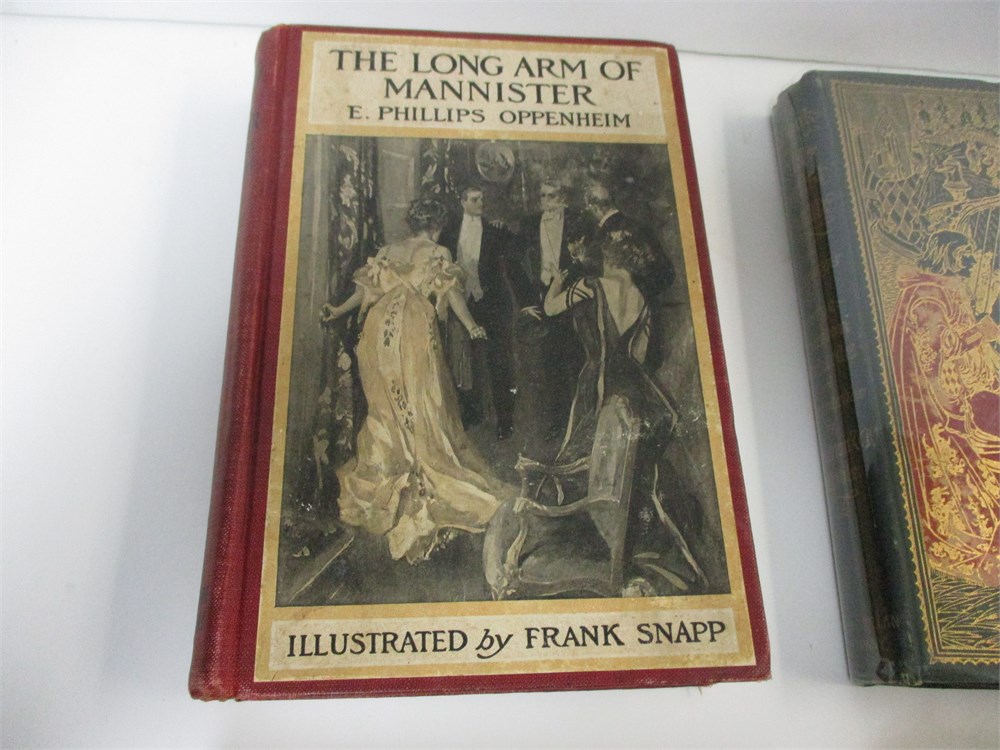 THE LONG ARM OF
MANNISTER
E. PHILLIPS OPPENHEIM
ILLUSTRATED by FRANK SNAPP